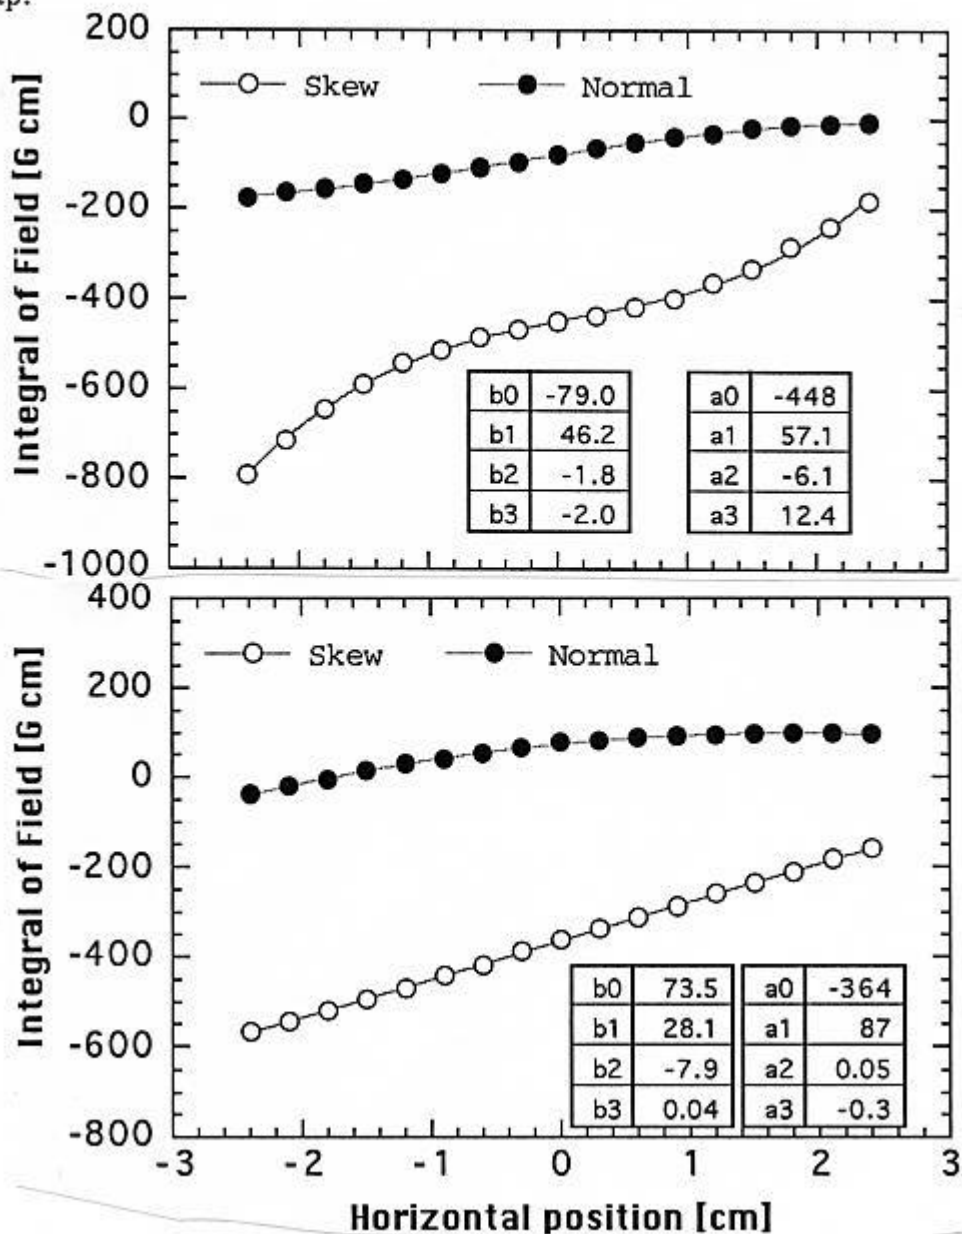 200
Skew Normal
0
-200
-400
-600
-800
-1000
Integral of Field [G cm]
b0 -79.0
b1 46.2
b2 -1.8
b3 -2.0
a0 -448
a1 57.1
a2 -6.1
a3 12.4
400
Skew Normal
200
0
-200
-400
-600
-800
Integral of Field [G cm]
b0 73.5
b1 28.1
b2 -7.9
b3 0.04
a0 -364
a1 87
a2 0.05
a3 -0.3
-3 -2 -1 0 1 2 3
Horizontal position [cm]